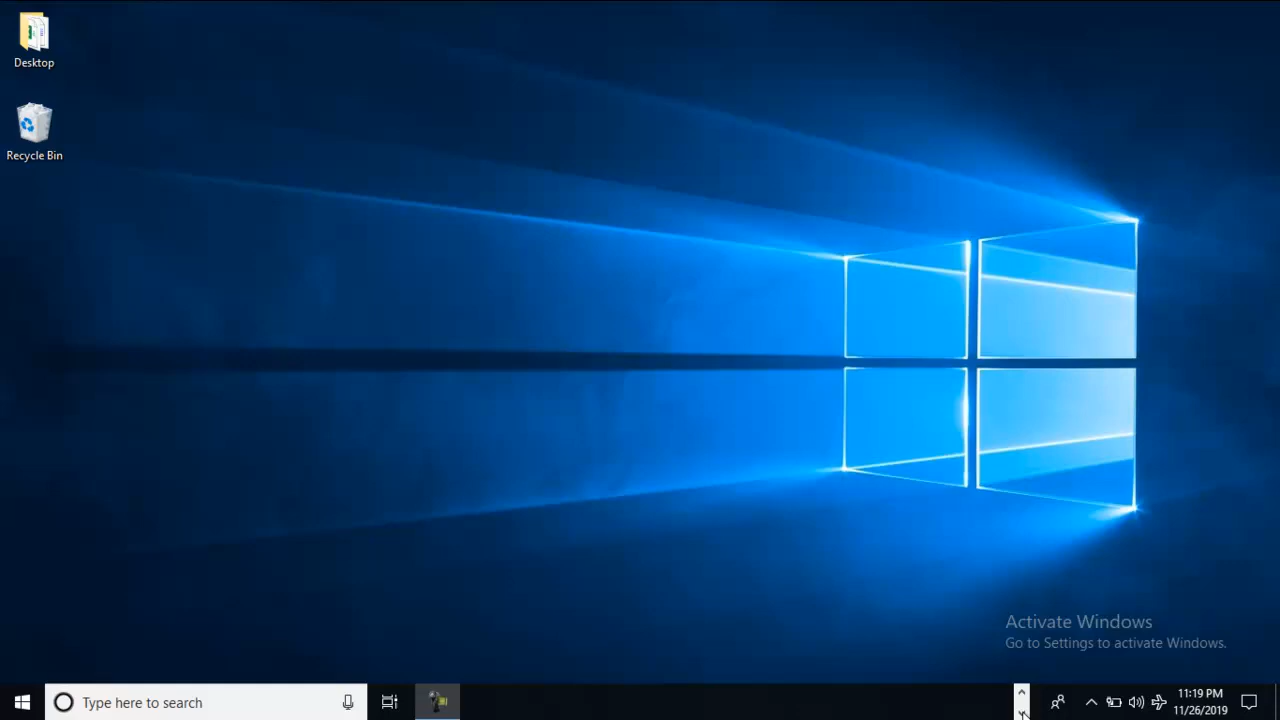 Desktop
Recycle Bin
Activate Windows
Go to Settings to activate Windows.
Type here to search
11:19 PM
11/26/2019